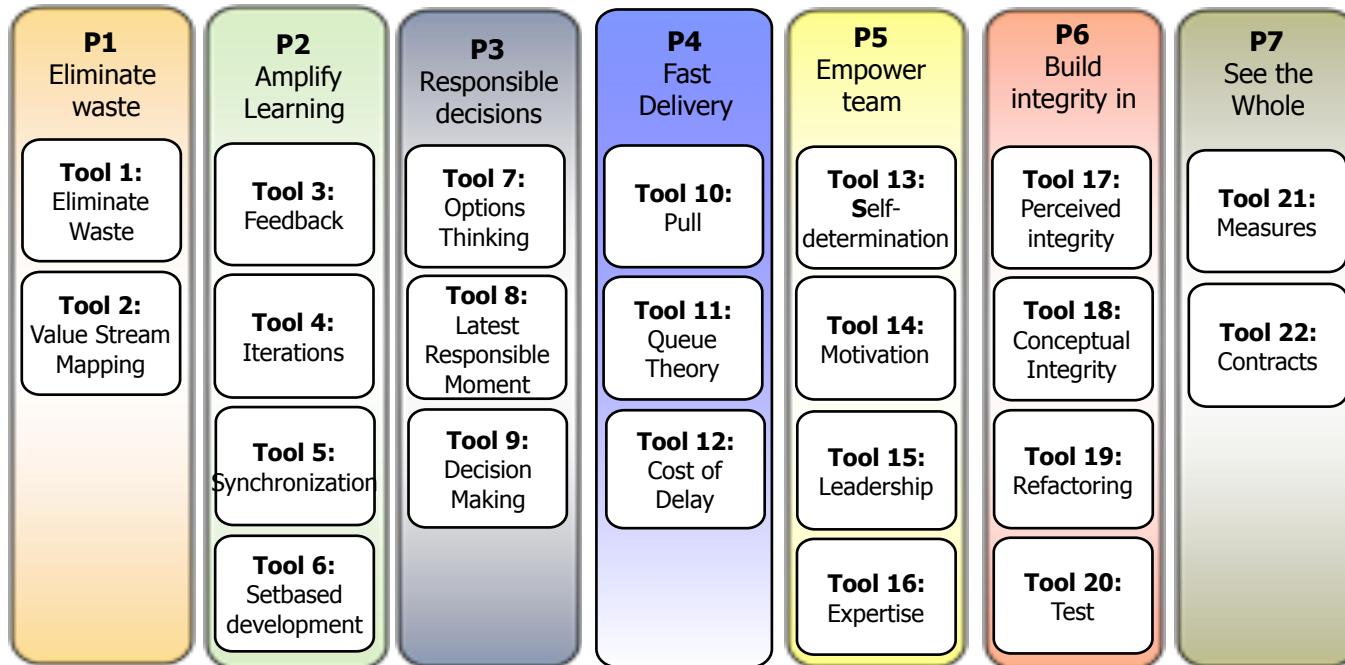 P1
Eliminate
waste
Tool 1:
Eliminate
Waste
Tool 2:
Value Stream
Mapping
P2
Amplify
Learning
Tool 3:
Feedback
Tool 4:
Iterations
Tool 5:
Synchronization
Tool 6:
Setbased
development
P3
Responsible
decisions
Tool 7:
Options
Thinking
Tool 8:
Latest
Responsible
Moment
Tool 9:
Decision
Making
P4
Fast
Delivery
Tool 10:
Pull
Tool 11:
Queue
Theory
Tool 12:
Cost of
Delay
P5
Empower
team
Tool 13:
Self-
determination
Tool 14:
Motivation
Tool 15:
Leadership
Tool 16:
Expertise
P6
Build
integrity in
Tool 17:
Perceived
integrity
Tool 18:
Conceptual
Integrity
Tool 19:
Refactoring
Tool 20:
Test
P7
See the
Whole
Tool 21:
Measures
Tool 22:
Contracts